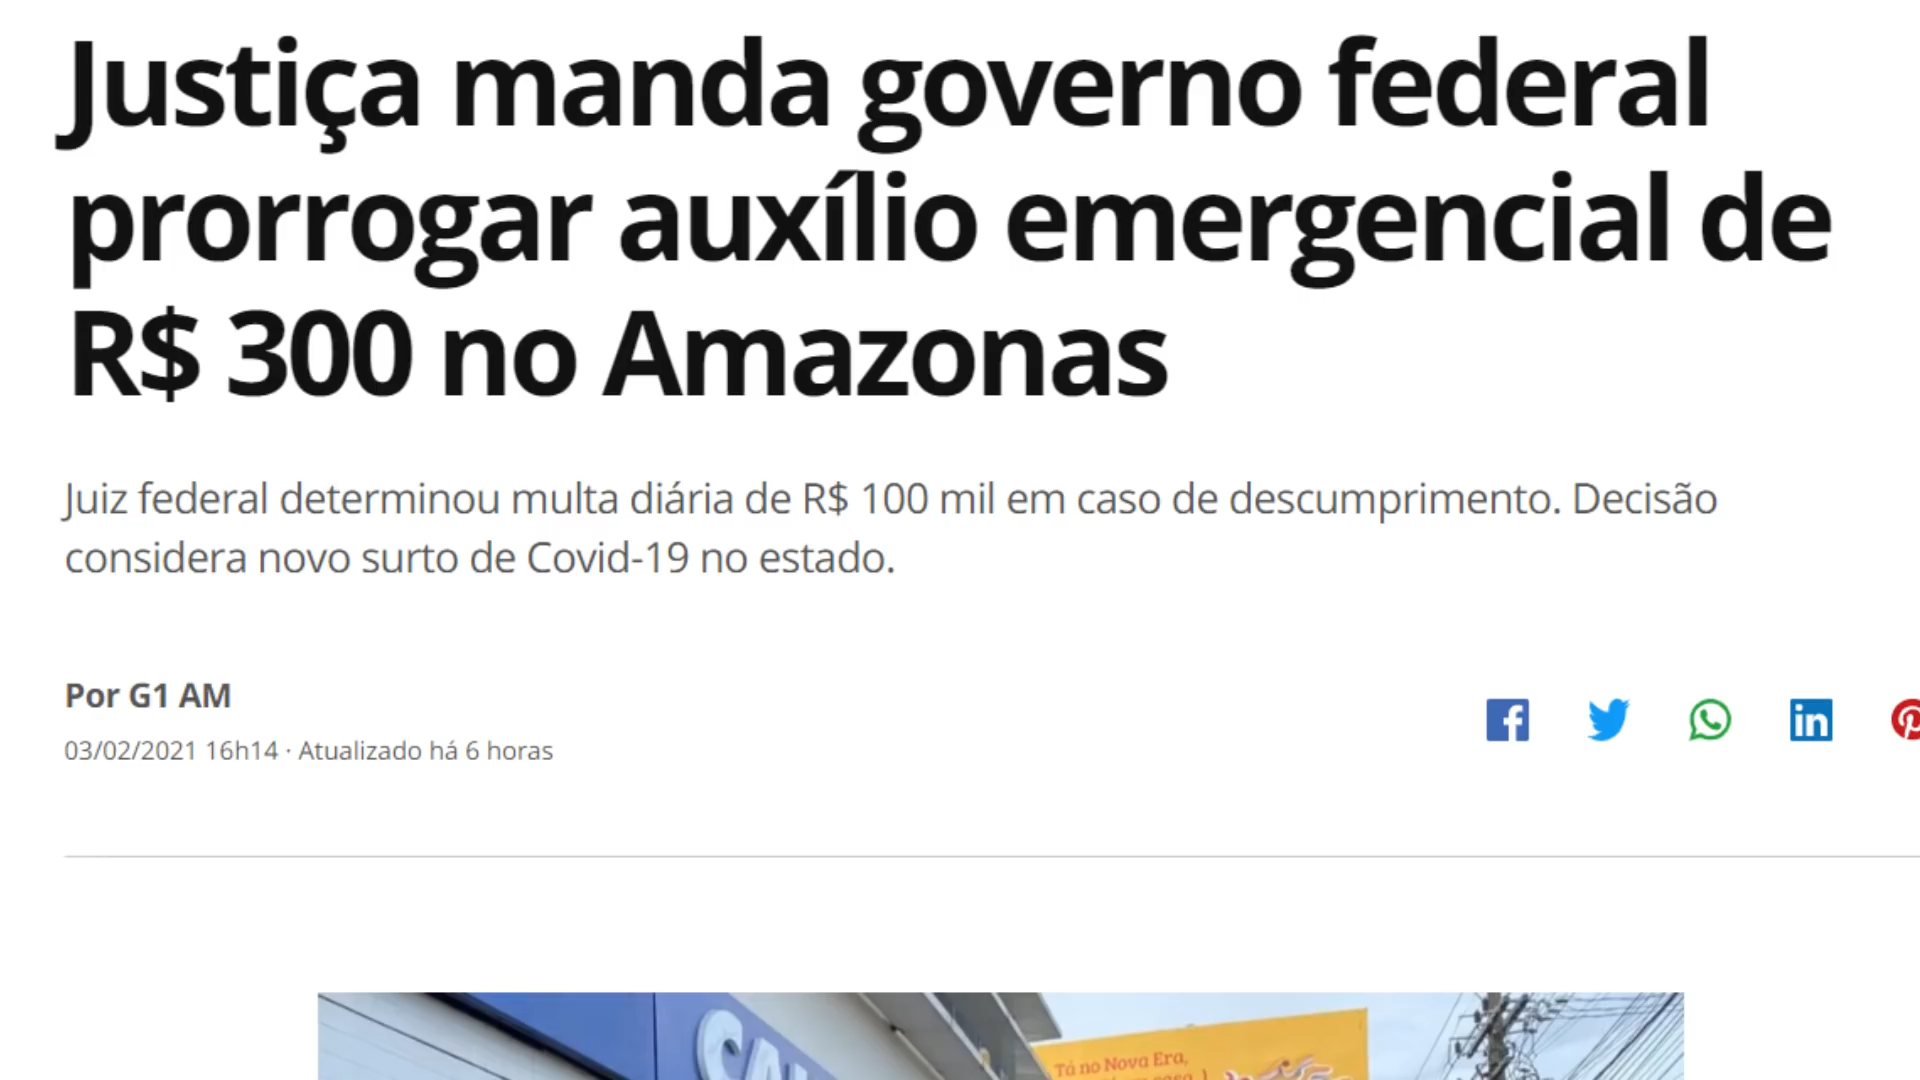 Justiça manda governo federal
prorrogar auxílio emergencial de
R$ 300 no Amazonas
Juiz federal determinou multa diária de R$ 100 mil em caso de descumprimento. Decisão
considera novo surto de Covid-19 no estado.
Por G1 AM
03/02/2021 16h14 · Atualizado há 6 horas
Tá no Nova Era,